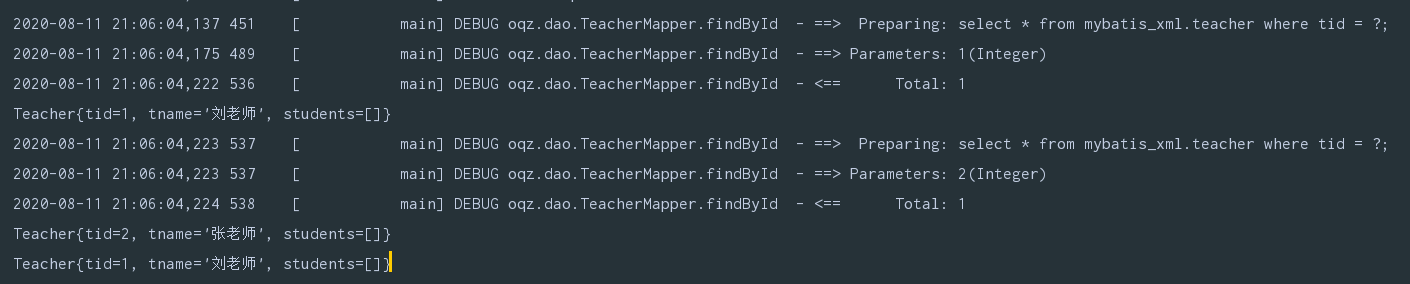 2020-08-11 21:06:04,137 451    [           main] DEBUG oqz.dao.TeacherMapper.findById  - ==>  Preparing: select * from mybatis_xml.teacher where tid = ?;
2020-08-11 21:06:04,175 489    [           main] DEBUG oqz.dao.TeacherMapper.findById  - ==> Parameters: 1(Integer)
2020-08-11 21:06:04,222 536    [           main] DEBUG oqz.dao.TeacherMapper.findById  - <==      Total: 1
Teacher{tid=1, tname='刘老师', students=[]}
2020-08-11 21:06:04,223 537    [           main] DEBUG oqz.dao.TeacherMapper.findById  - ==>  Preparing: select * from mybatis_xml.teacher where tid = ?;
2020-08-11 21:06:04,223 537    [           main] DEBUG oqz.dao.TeacherMapper.findById  - ==> Parameters: 2(Integer)
2020-08-11 21:06:04,224 538    [           main] DEBUG oqz.dao.TeacherMapper.findById  - <==      Total: 1
Teacher{tid=2, tname='张老师', students=[]}
Teacher{tid=1, tname='刘老师', students=[]}